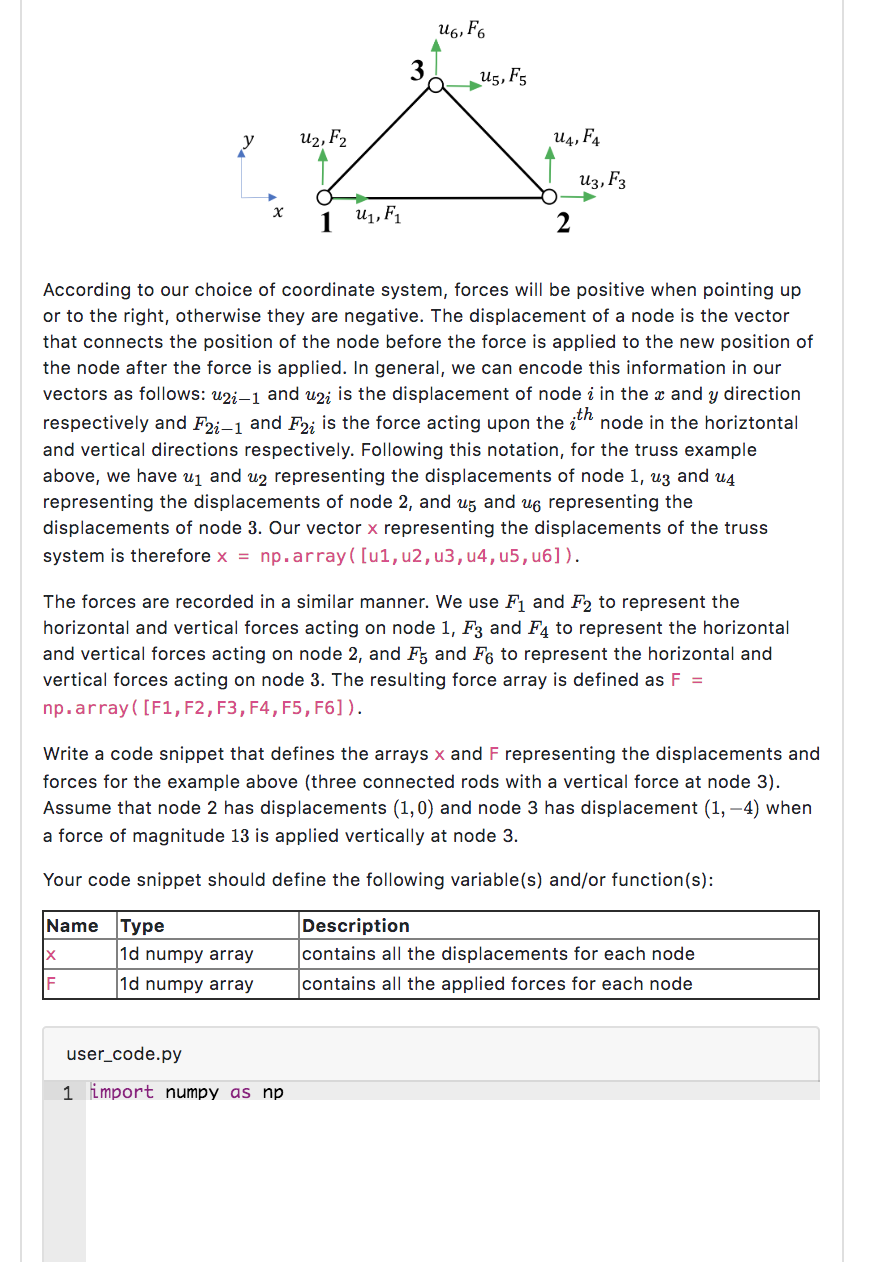 u₆, F₆
3
u₅, F₅
y
u₂, F₂
u₄, F₄
u₃, F₃
x
1
u₁, F₁
2
According to our choice of coordinate system, forces will be positive when pointing up
or to the right, otherwise they are negative. The displacement of a node is the vector
that connects the position of the node before the force is applied to the new position of
the node after the force is applied. In general, we can encode this information in our
vectors as follows: u₂ᵢ₋₁ and u₂ᵢ is the displacement of node i in the x and y direction
respectively and F₂ᵢ₋₁ and F₂ᵢ is the force acting upon the iᵗʰ node in the horiztontal
and vertical directions respectively. Following this notation, for the truss example
above, we have u₁ and u₂ representing the displacements of node 1, u₃ and u₄
representing the displacements of node 2, and u₅ and u₆ representing the
displacements of node 3. Our vector x representing the displacements of the truss
system is therefore x = np.array([u1,u2,u3,u4,u5,u6]).
The forces are recorded in a similar manner. We use F₁ and F₂ to represent the
horizontal and vertical forces acting on node 1, F₃ and F₄ to represent the horizontal
and vertical forces acting on node 2, and F₅ and F₆ to represent the horizontal and
vertical forces acting on node 3. The resulting force array is defined as F =
np.array([F1,F2,F3,F4,F5,F6]).
Write a code snippet that defines the arrays x and F representing the displacements and
forces for the example above (three connected rods with a vertical force at node 3).
Assume that node 2 has displacements (1, 0) and node 3 has displacement (1, −4) when
a force of magnitude 13 is applied vertically at node 3.
Your code snippet should define the following variable(s) and/or function(s):
Name Type Description
x 1d numpy array contains all the displacements for each node
F 1d numpy array contains all the applied forces for each node
user_code.py
1 import numpy as np